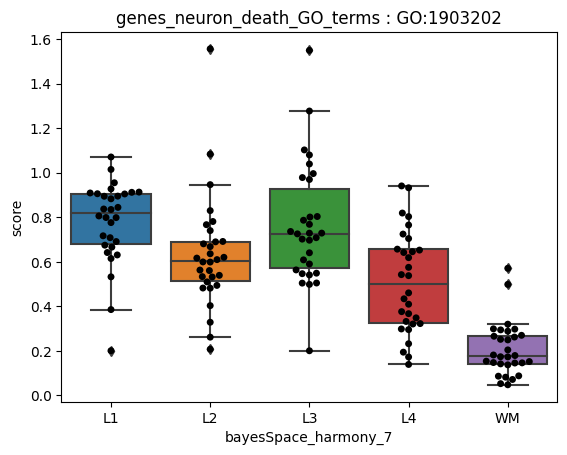 genes_neuron_death_GO_terms : GO:1903202
score
1.6
1.4
1.2
1.0
0.8
0.6
0.4
0.2
0.0
L1 L2 L3 L4 WM
bayesSpace_harmony_7